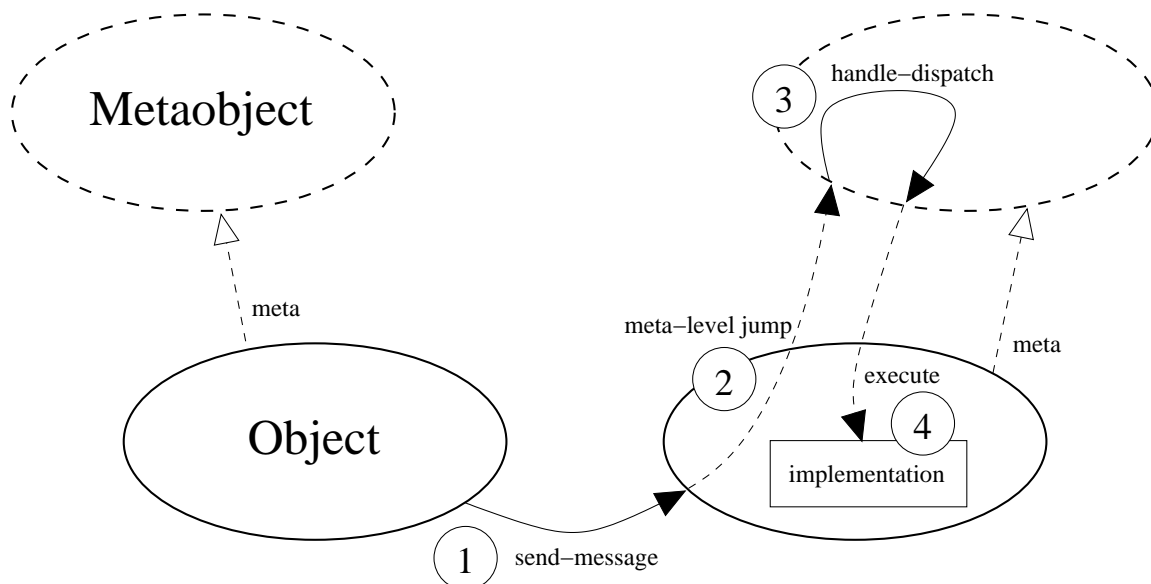 handle−dispatch
3
Metaobject
meta
meta−level jump
meta
2
execute
4
Object
implementation
1
send−message